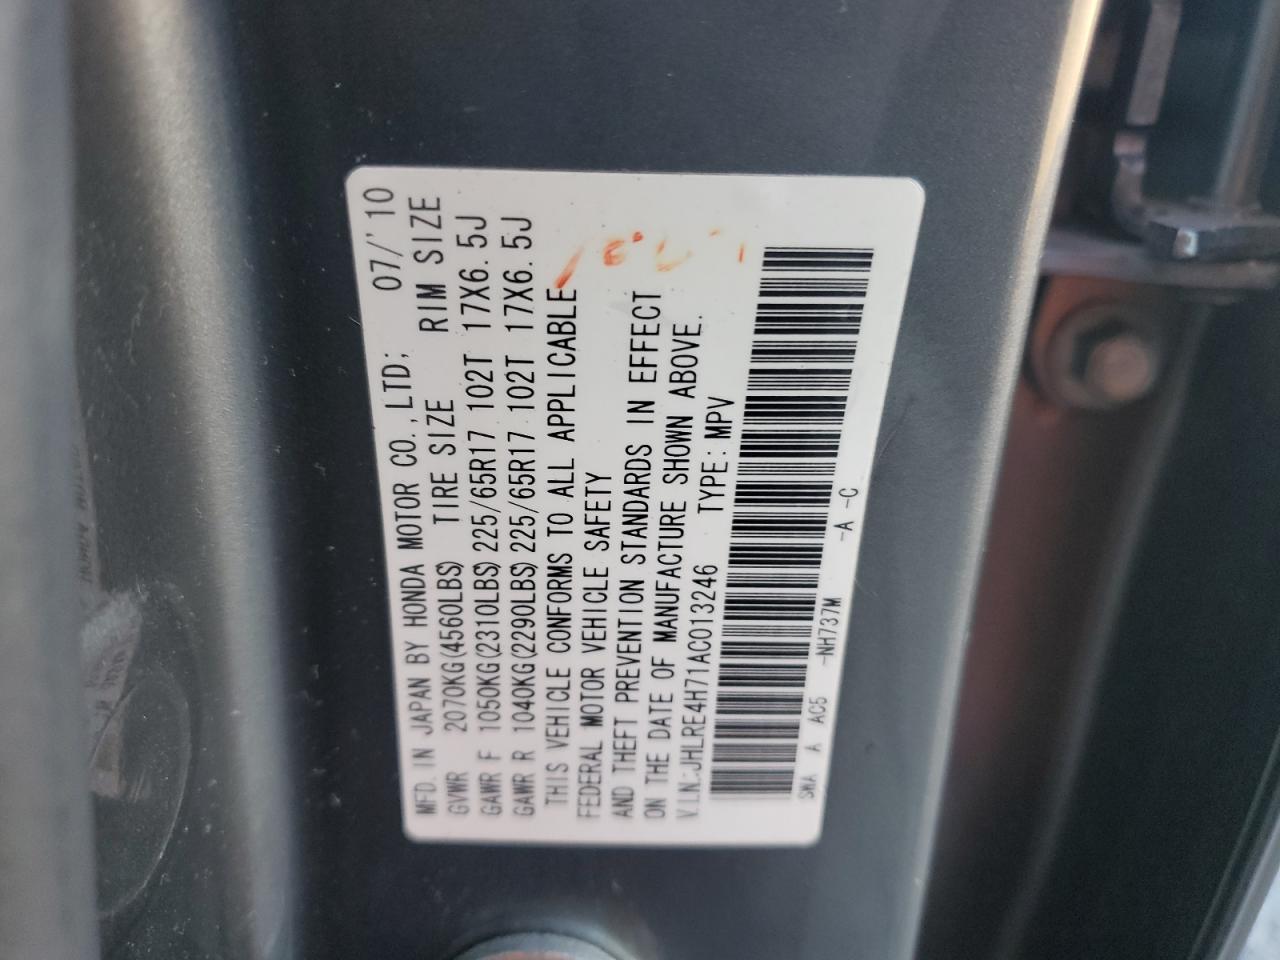 MFD. IN JAPAN BY HONDA MOTOR CO.,LTD; 07/'10
GVWR 2070KG(4560LBS) TIRE SIZE RIM SIZE
GAWR F 1050KG(2310LBS)225/65R17 102T 17X6.5J
GAWR R 1040KG(2290LBS)225/65R17 102T 17X6.5J
THIS VEHICLE CONFORMS TO ALL APPLICABLE
FEDERAL MOTOR VEHICLE SAFETY
AND THEFT PREVENTION STANDARDS IN EFFECT
ON THE DATE OF MANUFACTURE SHOWN ABOVE.
V.I.N.:JHLRE4H71AC013246 TYPE:MPV
SWA A AC5 -NH737M -A -C